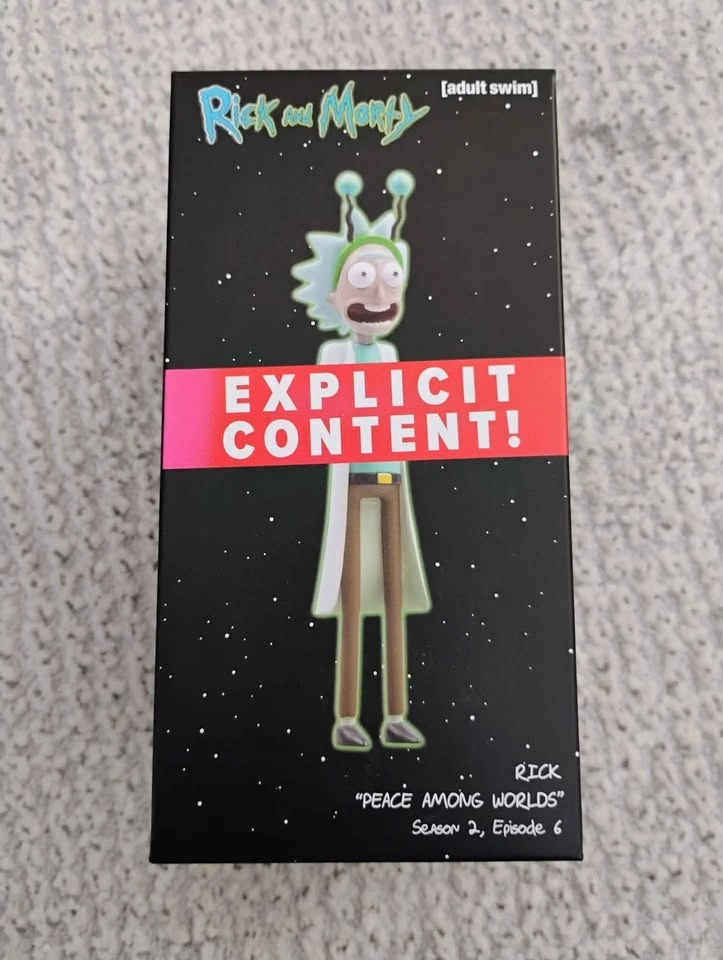 Rick and Morty
[adult swim]
EXPLICIT
CONTENT!
RICK
"PEACE AMONG WORLDS"
Season 2, Episode 6